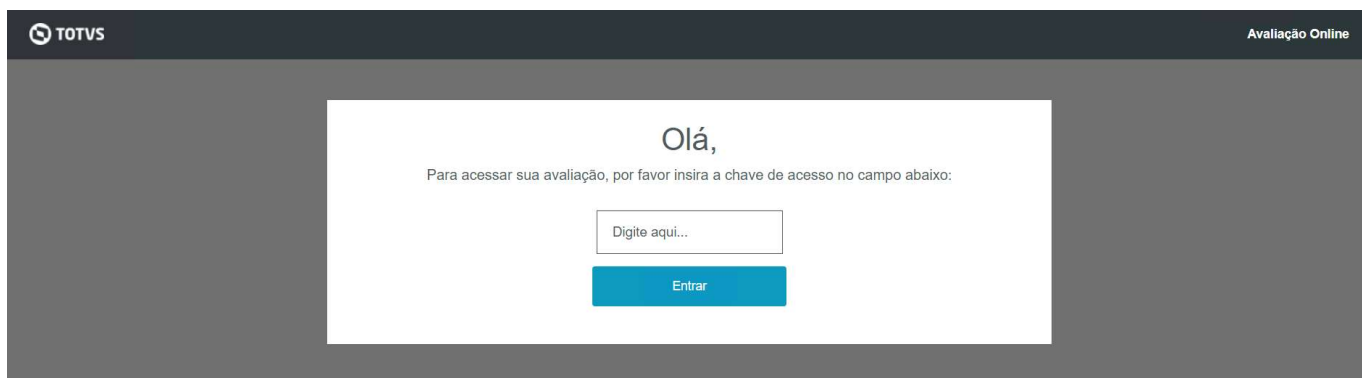 TOTVS
Avaliação Online
Olá,
Para acessar sua avaliação, por favor insira a chave de acesso no campo abaixo:
Digite aqui...
Entrar